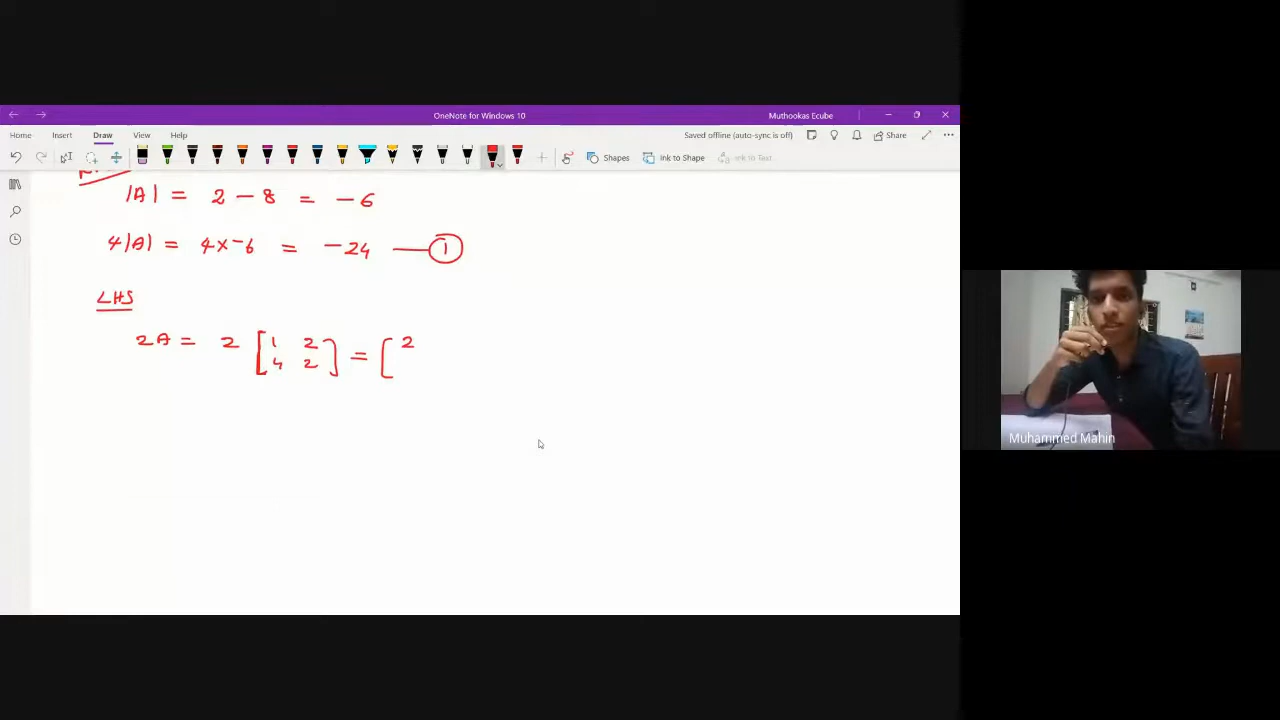 OneNote for Windows 10
Muthookas Ecube
Home Insert Draw View Help
Saved offline (auto-sync is off)
Share
Shapes
Ink to Shape
Ink to Text
|A| = 2 - 8 = -6
4|A| = 4x-6 = -24 —①
LHS
2A = 2 [1 2
4 2] = [2
Muhammed Mahin